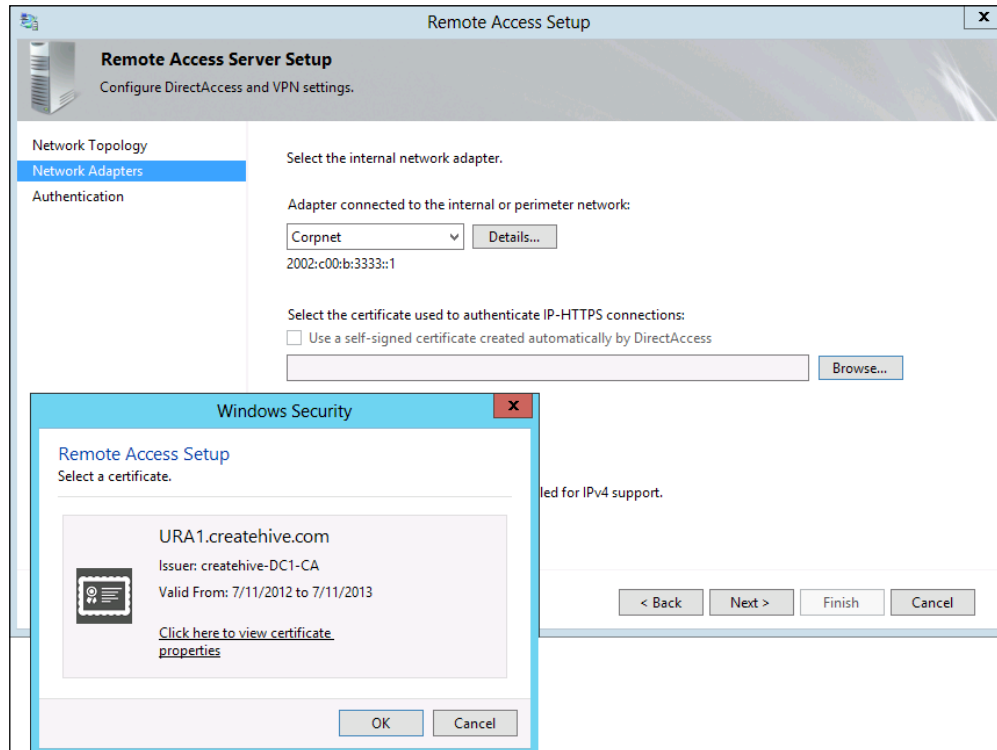 Remote Access Setup
x
Remote Access Server Setup
Configure DirectAccess and VPN settings.
Network Topology
Network Adapters
Authentication
Select the internal network adapter.
Adapter connected to the internal or perimeter network:
Corpnet
Details...
2002:c00:b:3333::1
Select the certificate used to authenticate IP-HTTPS connections:
Use a self-signed certificate created automatically by DirectAccess
Browse...
led for IPv4 support.
< Back
Next >
Finish
Cancel
Windows Security
x
Remote Access Setup
Select a certificate.
URA1.createhive.com
Issuer: createhive-DC1-CA
Valid From: 7/11/2012 to 7/11/2013
Click here to view certificate
properties
OK
Cancel